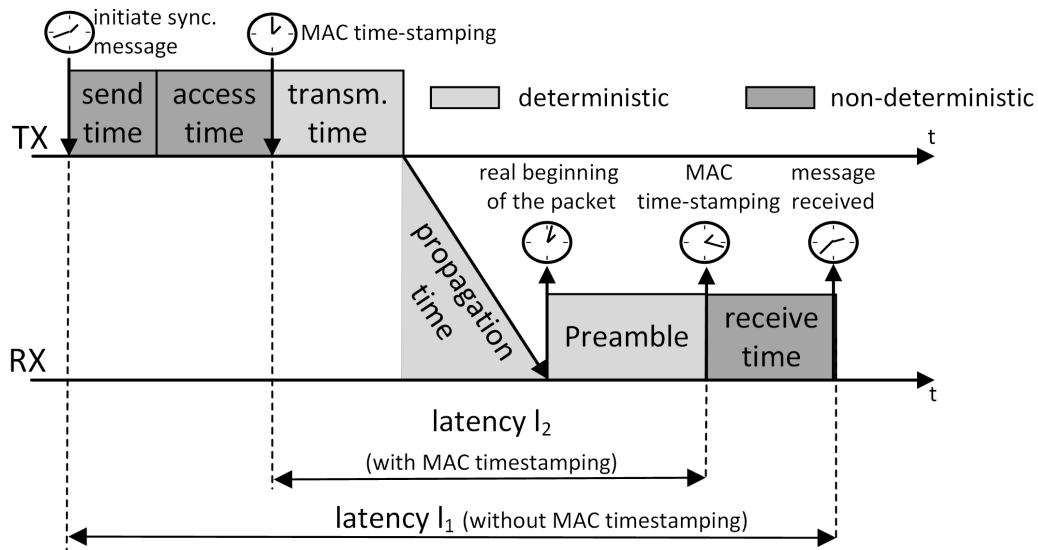 initiate sync.
message
MAC time-stamping
send
time
access
time
transm.
time
deterministic
non-deterministic
TX
t
real beginning
of the packet
MAC
time-stamping
message
received
propagation
time
Preamble
receive
time
RX
t
latency l2
(with MAC timestamping)
latency l1 (without MAC timestamping)